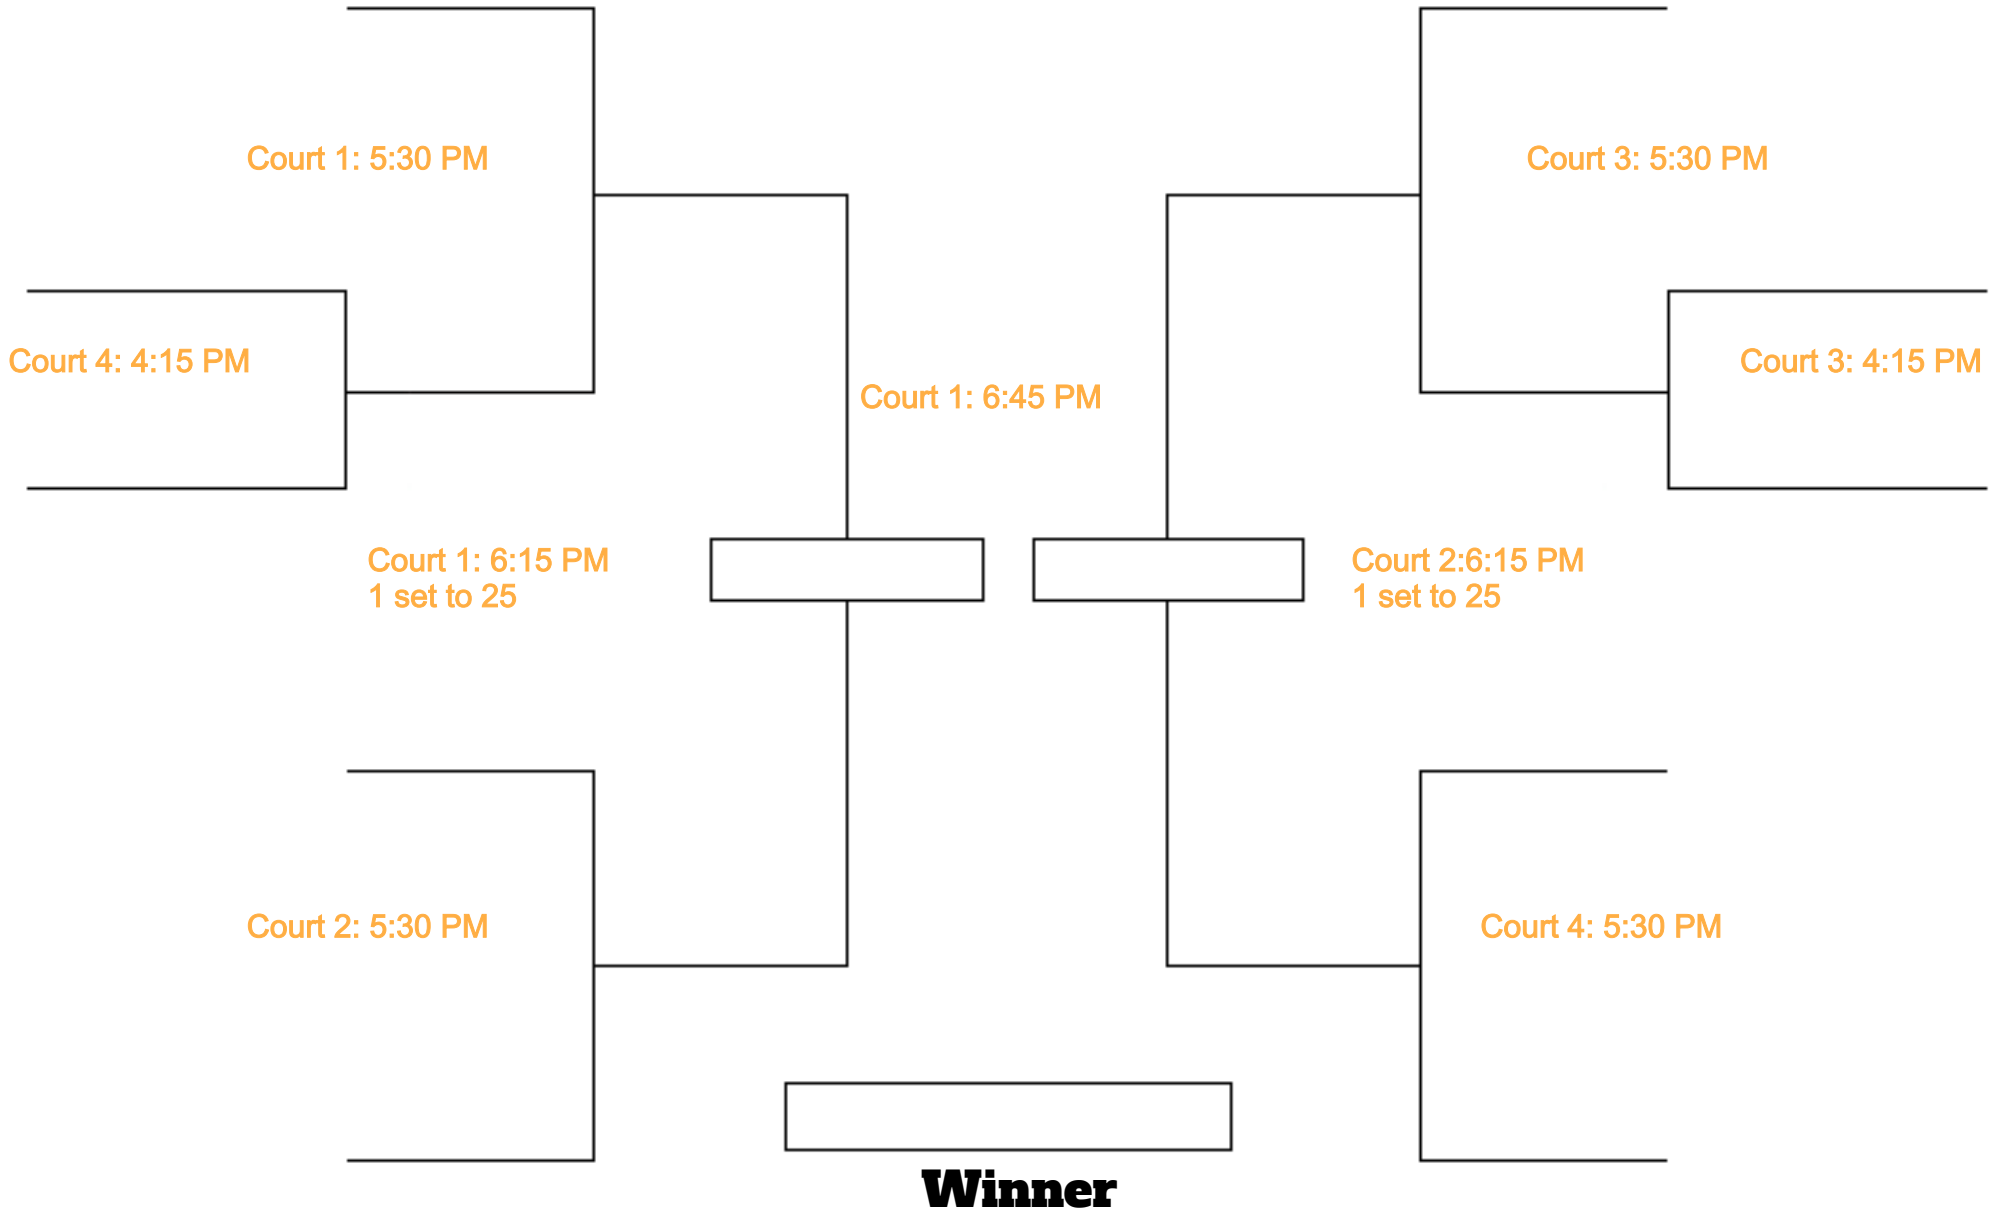 Court 1: 5:30 PM
Court 3: 5:30 PM
Court 4: 4:15 PM
Court 3: 4:15 PM
Court 1: 6:45 PM
Court 1: 6:15 PM
1 set to 25
Court 2:6:15 PM
1 set to 25
Court 2: 5:30 PM
Court 4: 5:30 PM
Winner